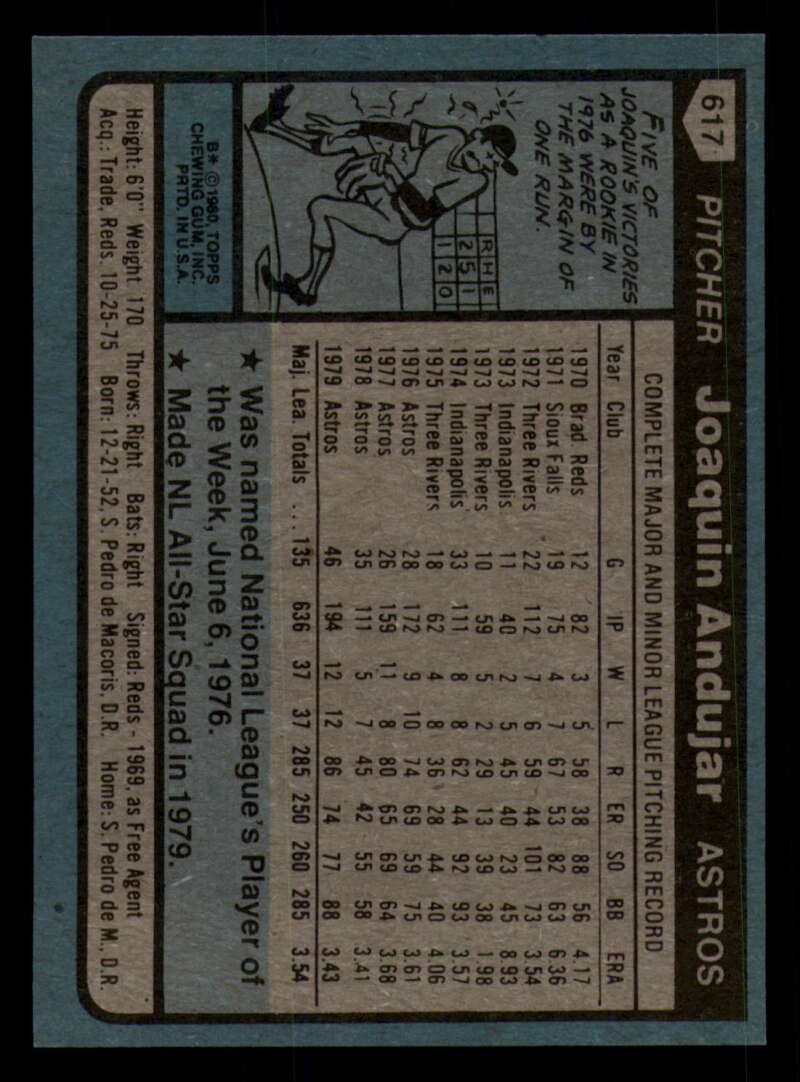 617 PITCHER Joaquin Andujar ASTROS
FIVE OF
JOAQUIN'S VICTORIES
AS A ROOKIE IN
1976 WERE BY
THE MARGIN OF
ONE RUN.
R H E
2 5 1
1 2 0
B* © 1980 TOPPS
CHEWING GUM, INC.
PRTD. IN U.S.A.
COMPLETE MAJOR AND MINOR LEAGUE PITCHING RECORD
Year Club G IP W L R ER SO BB ERA
1970 Brad Reds 12 82 3 5 58 38 88 56 4.17
1971 Sioux Falls 19 75 4 7 67 53 82 63 6.36
1972 Three Rivers 22 112 7 6 59 44 101 73 3.54
1973 Indianapolis 11 40 2 5 45 40 23 45 8.93
1973 Three Rivers 10 59 5 2 29 13 39 38 1.98
1974 Indianapolis 33 111 8 8 62 44 92 93 3.57
1975 Three Rivers 18 62 4 8 36 28 44 40 4.06
1976 Astros 28 172 9 10 74 69 59 75 3.61
1977 Astros 26 159 11 8 80 65 69 64 3.68
1978 Astros 35 111 5 7 45 42 55 58 3.41
1979 Astros 46 194 12 12 86 74 77 88 3.43
Maj. Lea. Totals ... 135 636 37 37 285 250 260 285 3.54
★ Was named National League's Player of
the Week, June 6, 1976.
★ Made NL All-Star Squad in 1979.
Height: 6'0" Weight 170 Throws: Right Bats: Right Signed: Reds - 1969, as Free Agent
Acq.: Trade, Reds. 10-25-75 Born: 12-21-52, S. Pedro de Macoris, D.R. Home: S. Pedro de M., D.R.